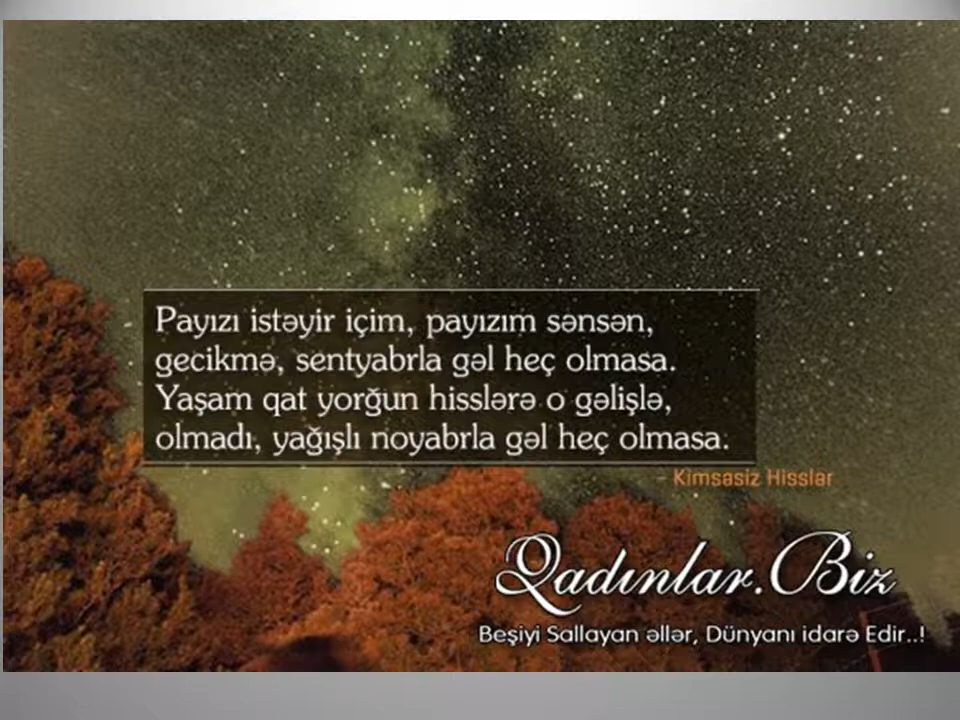 Payızı istəyir içim, payızım sənsən,
gecikmə, sentyabrla gəl heç olmasa.
Yaşam qat yorğun hisslərə o gəlişlə,
olmadı, yağışlı noyabrla gəl heç olmasa.
- Kimsəsiz Hisslər
Qadınlar.Biz
Beşiyi Sallayan əllər, Dünyanı idarə Edir..!